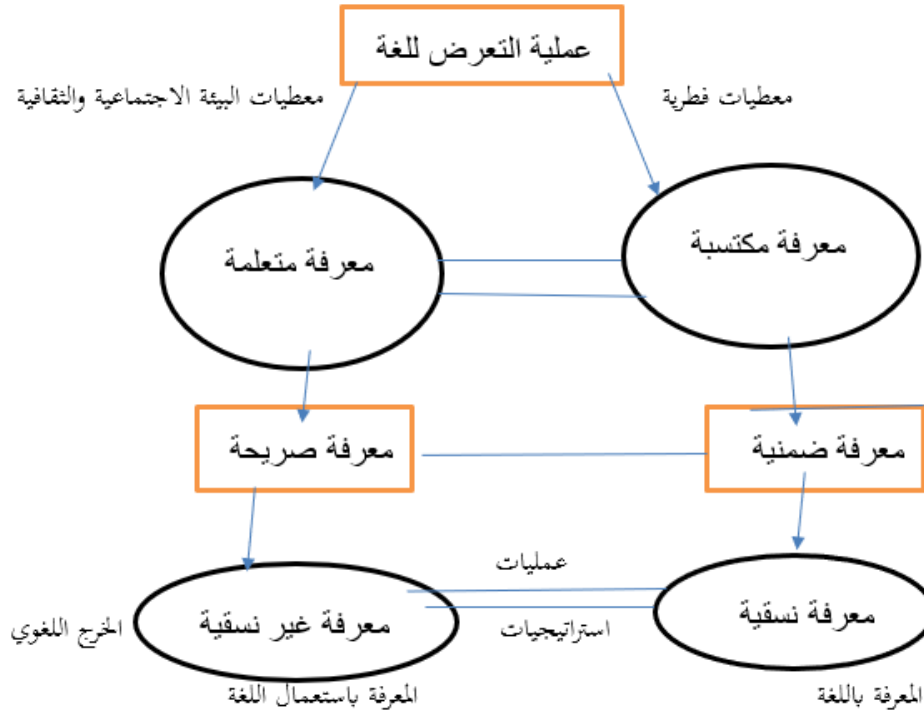 عملية التعرض للغة
معطيات فطرية
معطيات البيئة الاجتماعية والثقافية
معرفة مكتسبة
معرفة متعلمة
معرفة ضمنية
معرفة صريحة
عمليات
معرفة نسقية
معرفة غير نسقية
الخرج اللغوي
استراتيجيات
المعرفة باللغة
المعرفة باستعمال اللغة